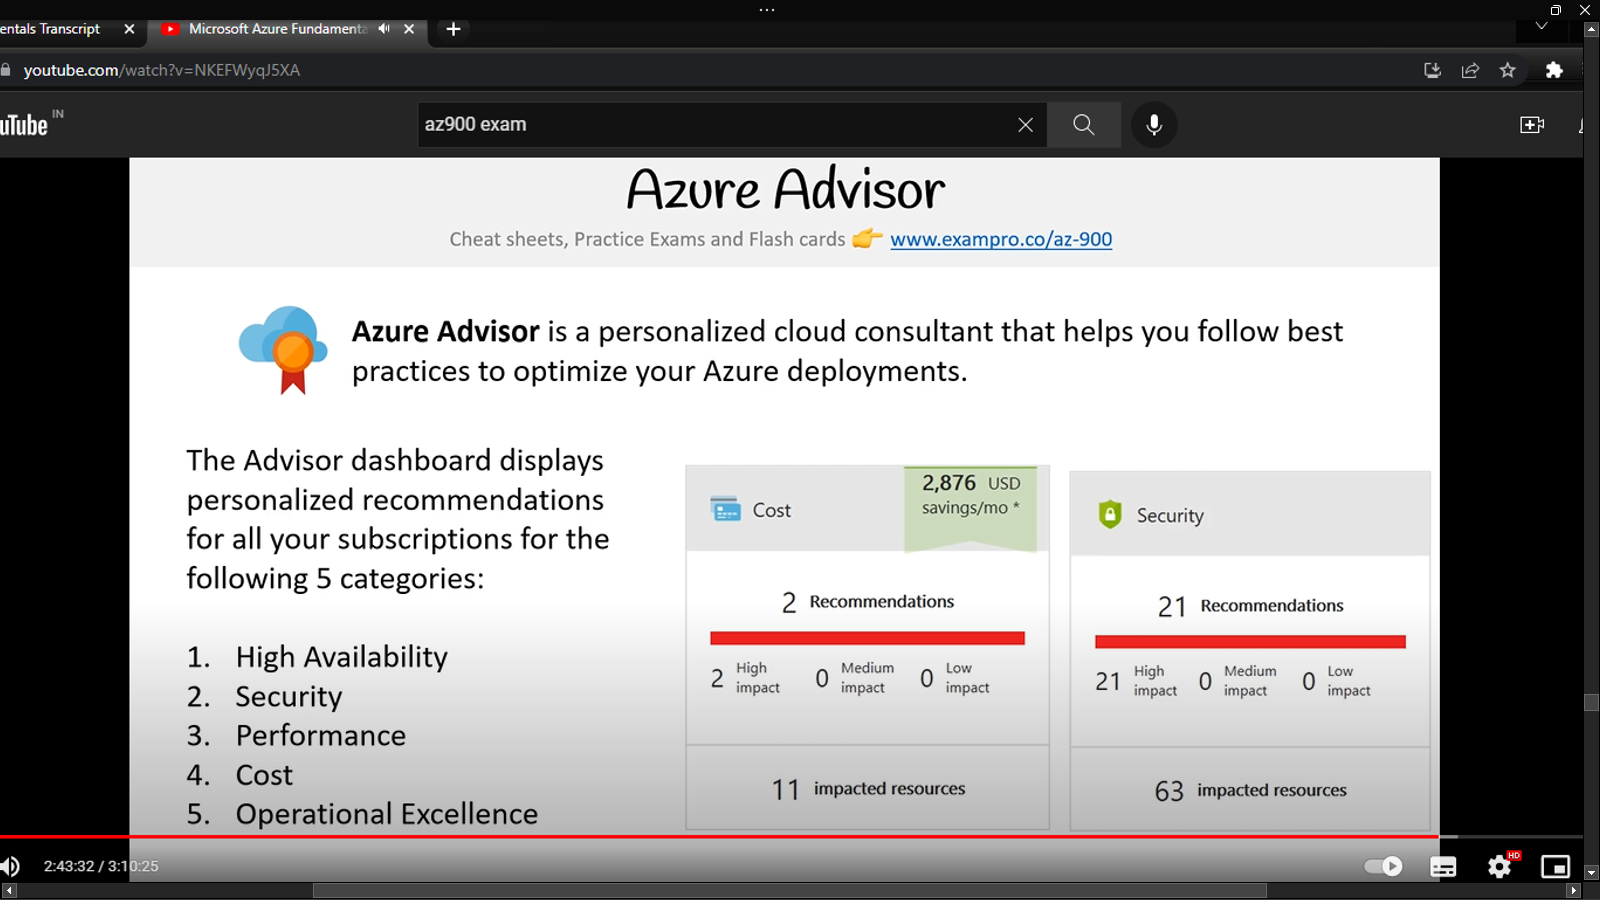 entals Transcript
Microsoft Azure Fundament
youtube.com/watch?v=NKEFWyqJ5XA
uTube IN
az900 exam
Azure Advisor
Cheat sheets, Practice Exams and Flash cards 👉 www.exampro.co/az-900
Azure Advisor is a personalized cloud consultant that helps you follow best
practices to optimize your Azure deployments.
The Advisor dashboard displays
personalized recommendations
for all your subscriptions for the
following 5 categories:
1. High Availability
2. Security
3. Performance
4. Cost
5. Operational Excellence
Cost
2,876 USD
savings/mo *
2 Recommendations
2 High impact 0 Medium impact 0 Low impact
11 impacted resources
Security
21 Recommendations
21 High impact 0 Medium impact 0 Low impact
63 impacted resources
2:43:32 / 3:10:25
HD